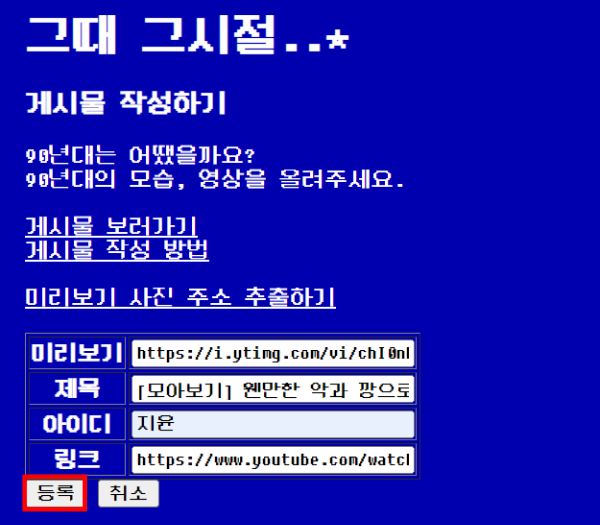 그때 그시절..*
게시물 작성하기
90년대는 어땠을까요?
90년대의 모습, 영상을 올려주세요.
게시물 보러가기
게시물 작성 방법
미리보기 사진 주소 추출하기
미리보기 https://i.ytimg.com/vi/chI0n
제목 [모아보기] 웬만한 악과 깡으로
아이디 지윤
링크 https://www.youtube.com/watc
등록 취소